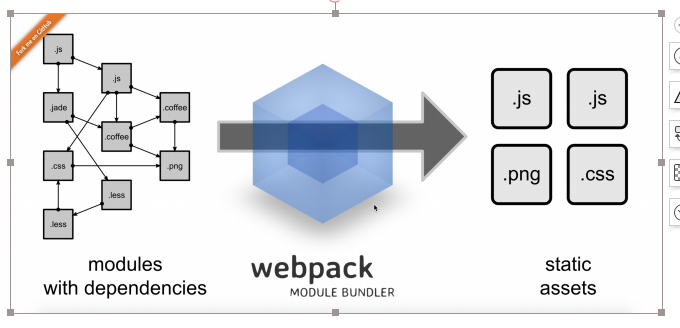 Fork me on GitHub
.js
.js
.jade
.coffee
.coffee
.css
.png
.less
.less
modules
with dependencies
webpack
MODULE BUNDLER
.js
.js
.png
.css
static
assets